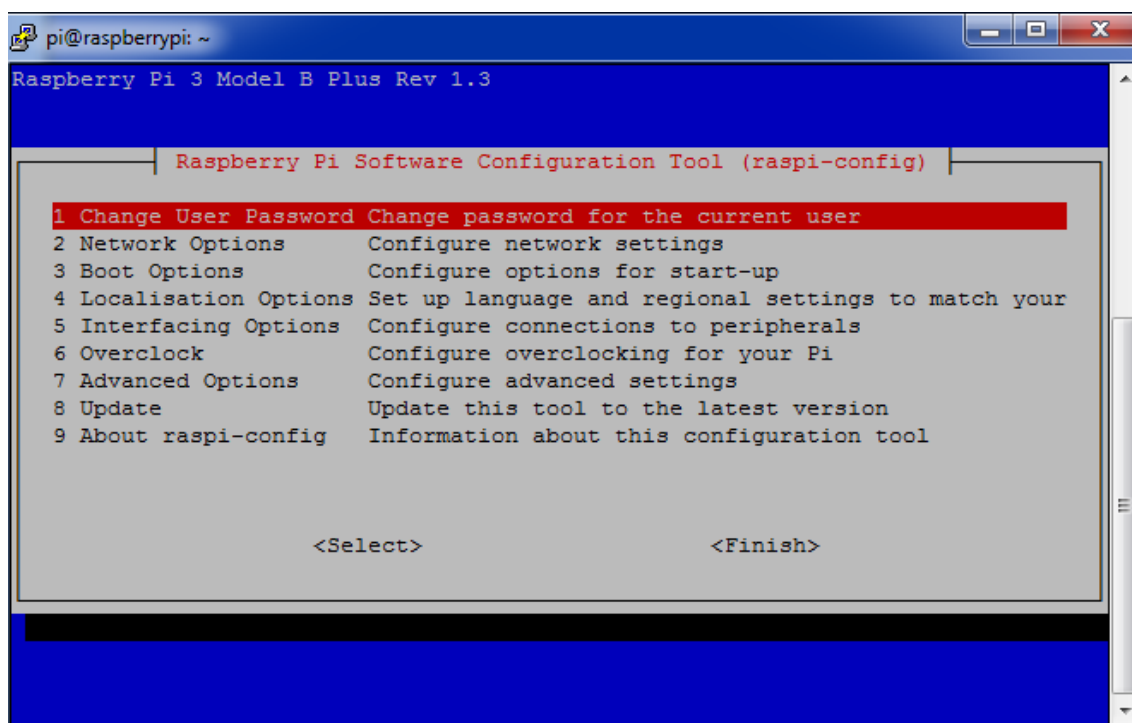 pi@raspberrypi: ~
Raspberry Pi 3 Model B Plus Rev 1.3
Raspberry Pi Software Configuration Tool (raspi-config)
1 Change User Password Change password for the current user
2 Network Options Configure network settings
3 Boot Options Configure options for start-up
4 Localisation Options Set up language and regional settings to match your
5 Interfacing Options Configure connections to peripherals
6 Overclock Configure overclocking for your Pi
7 Advanced Options Configure advanced settings
8 Update Update this tool to the latest version
9 About raspi-config Information about this configuration tool
<Select> <Finish>